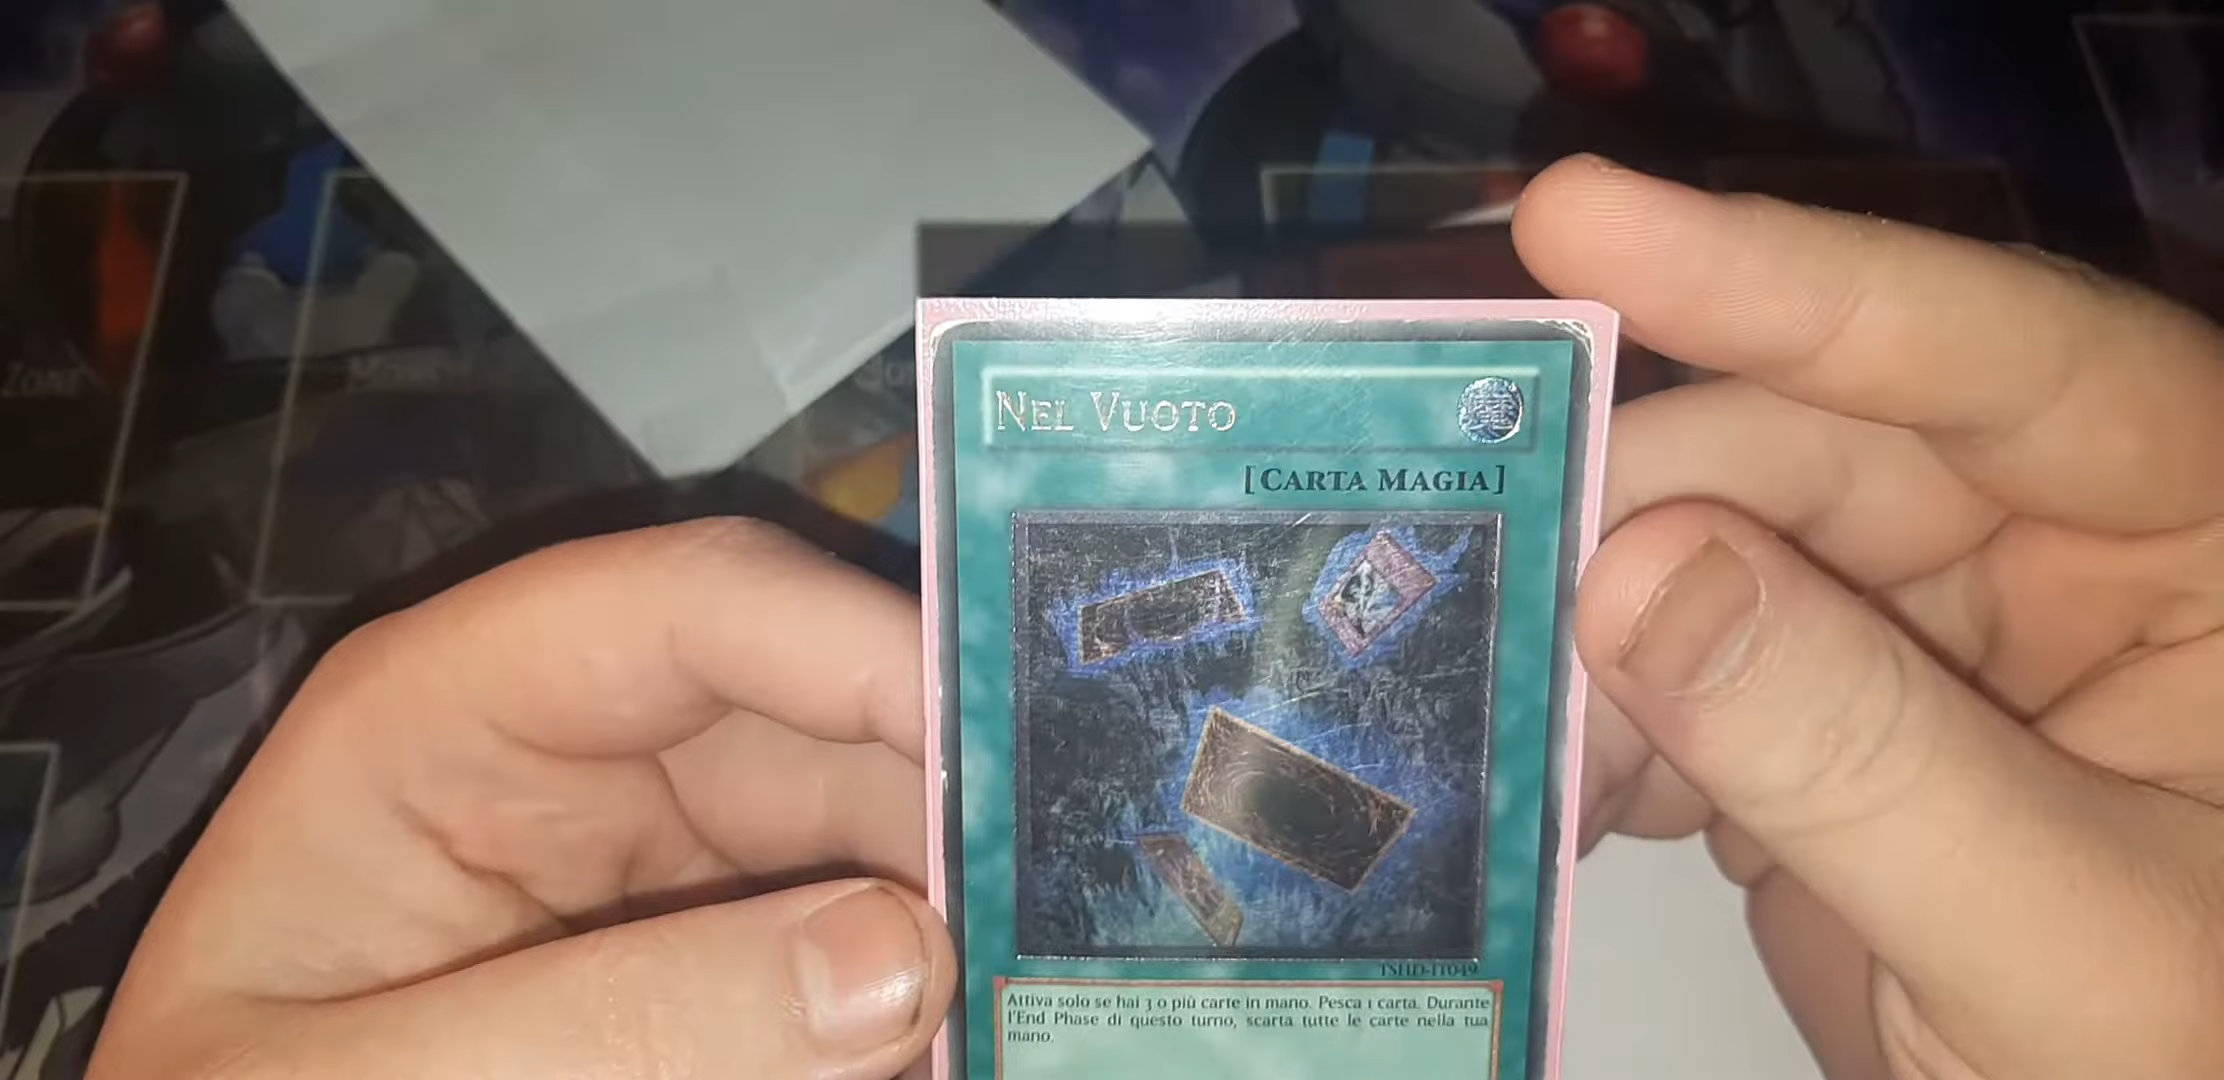 NEL VUOTO
[CARTA MAGIA]
TSHD-IT049
Attiva solo se hai 3 o più carte in mano. Pesca 1 carta. Durante
l'End Phase di questo turno, scarta tutte le carte nella tua
mano.